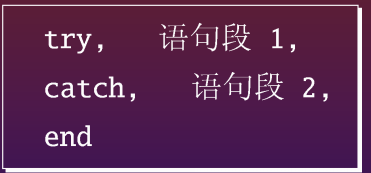 try, 语句段 1,
catch, 语句段 2,
end